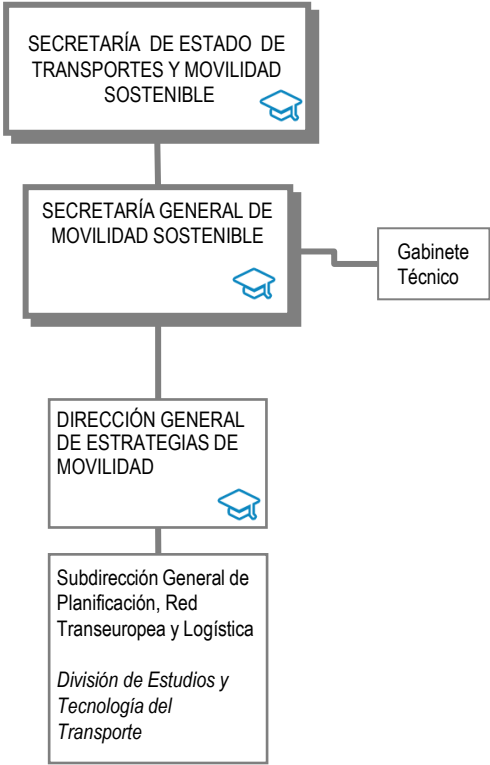 SECRETARÍA DE ESTADO DE
TRANSPORTES Y MOVILIDAD
SOSTENIBLE
SECRETARÍA GENERAL DE
MOVILIDAD SOSTENIBLE
Gabinete
Técnico
DIRECCIÓN GENERAL
DE ESTRATEGIAS DE
MOVILIDAD
Subdirección General de
Planificación, Red
Transeuropea y Logística
División de Estudios y
Tecnología del
Transporte